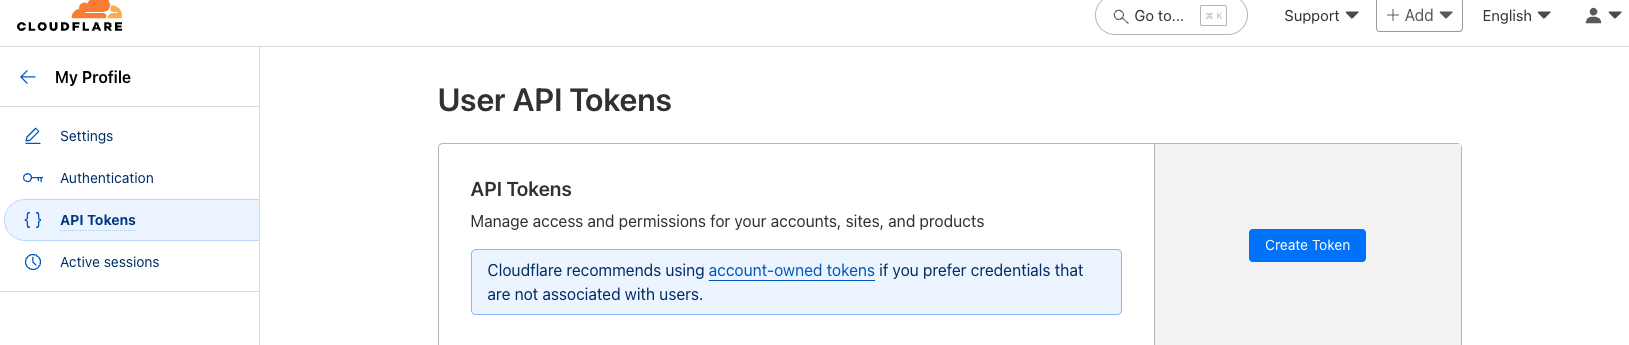 CLOUDFLARE
Go to... ⌘ K
Support
+ Add
English
My Profile
Settings
Authentication
API Tokens
Active sessions
User API Tokens
API Tokens
Manage access and permissions for your accounts, sites, and products
Cloudflare recommends using account-owned tokens if you prefer credentials that
are not associated with users.
Create Token